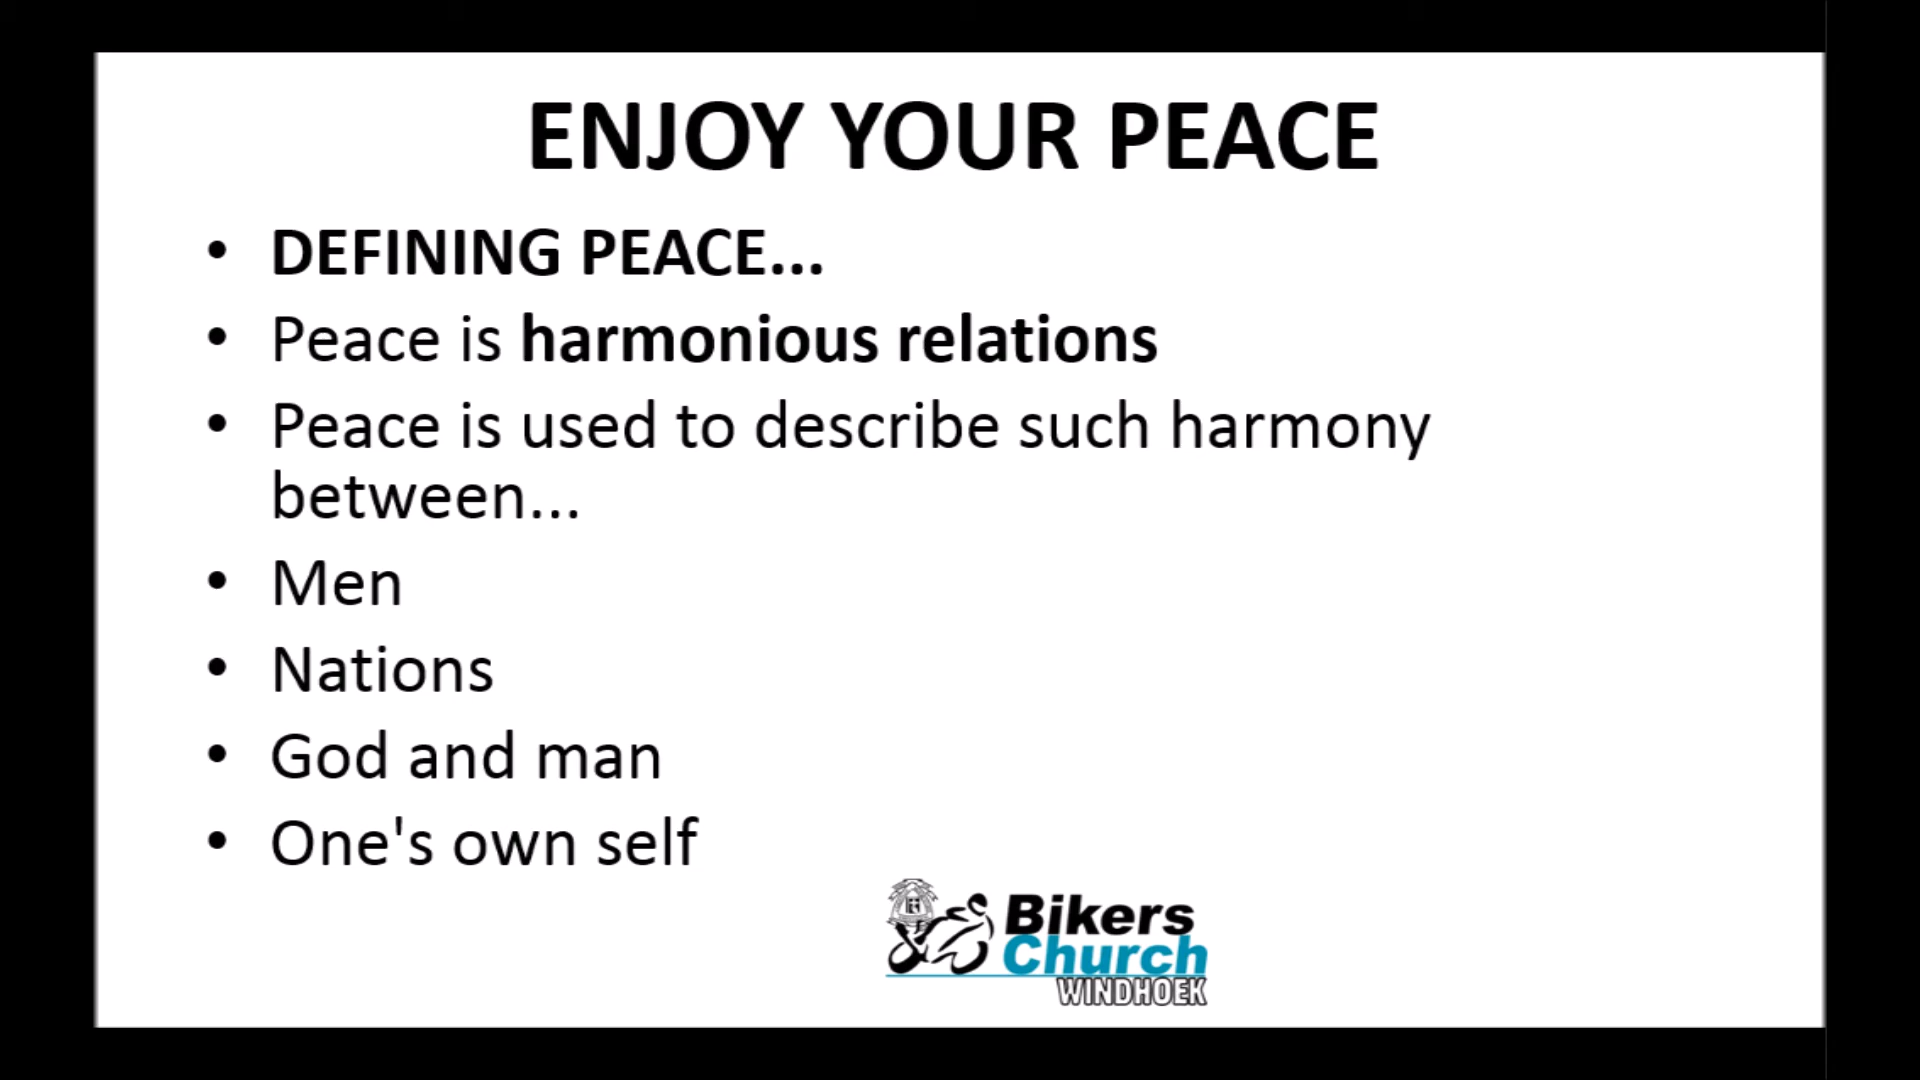 ENJOY YOUR PEACE
• DEFINING PEACE...
• Peace is harmonious relations
• Peace is used to describe such harmony
between...
• Men
• Nations
• God and man
• One's own self
Bikers
Church
WINDHOEK